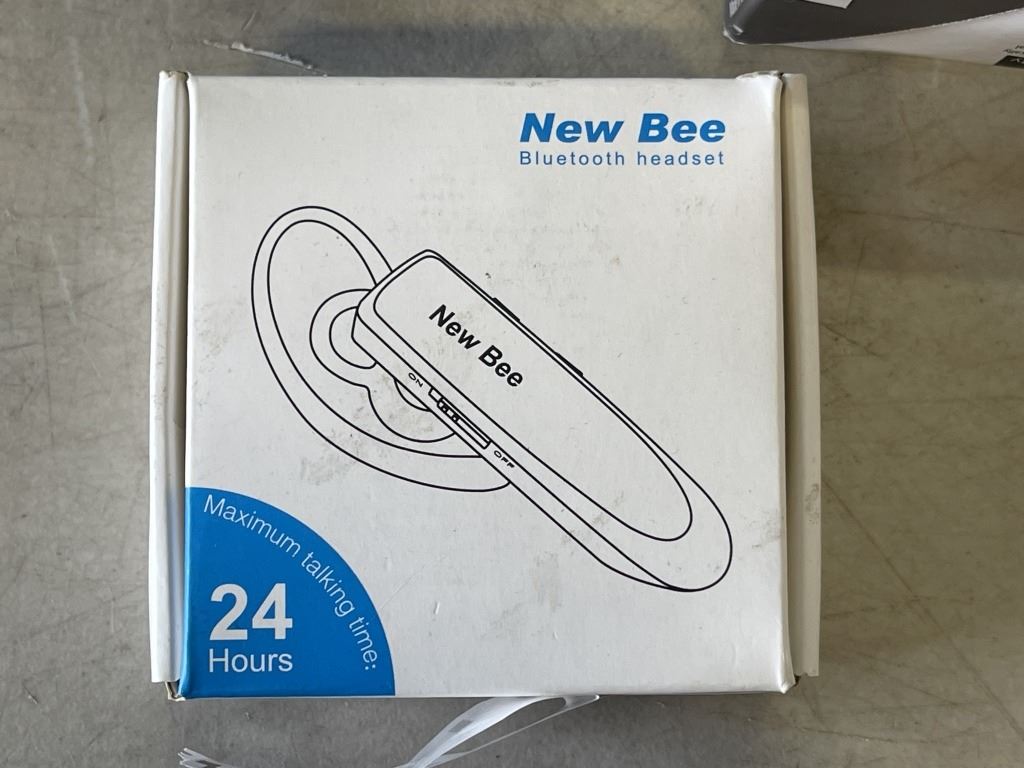 New Bee
Bluetooth headset
New Bee
ON
OFF
Maximum talking time:
24
Hours